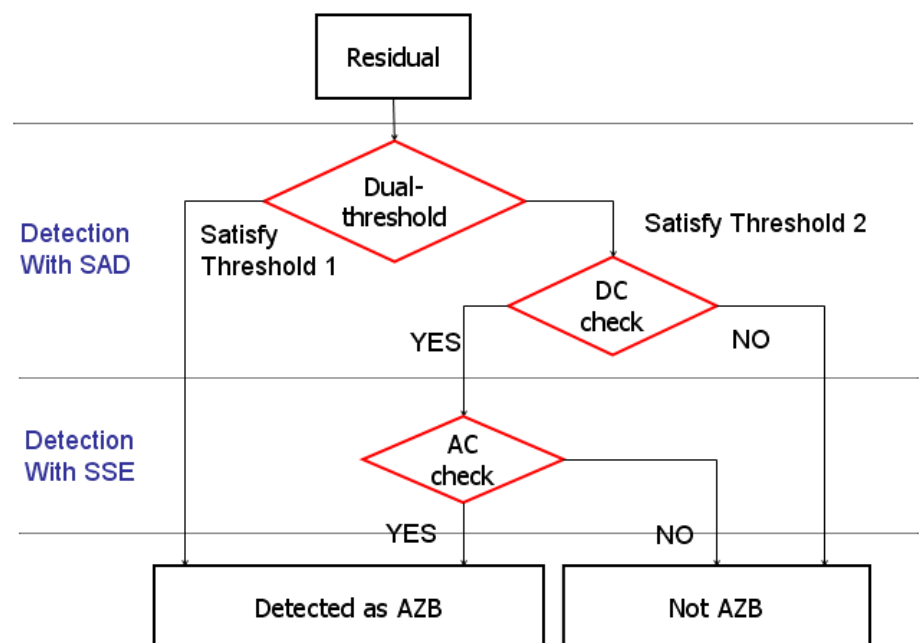 Residual
Dual-
threshold
Detection
With SAD
Satisfy
Threshold 1
Satisfy Threshold 2
DC
check
YES
NO
Detection
With SSE
AC
check
YES
NO
Detected as AZB
Not AZB